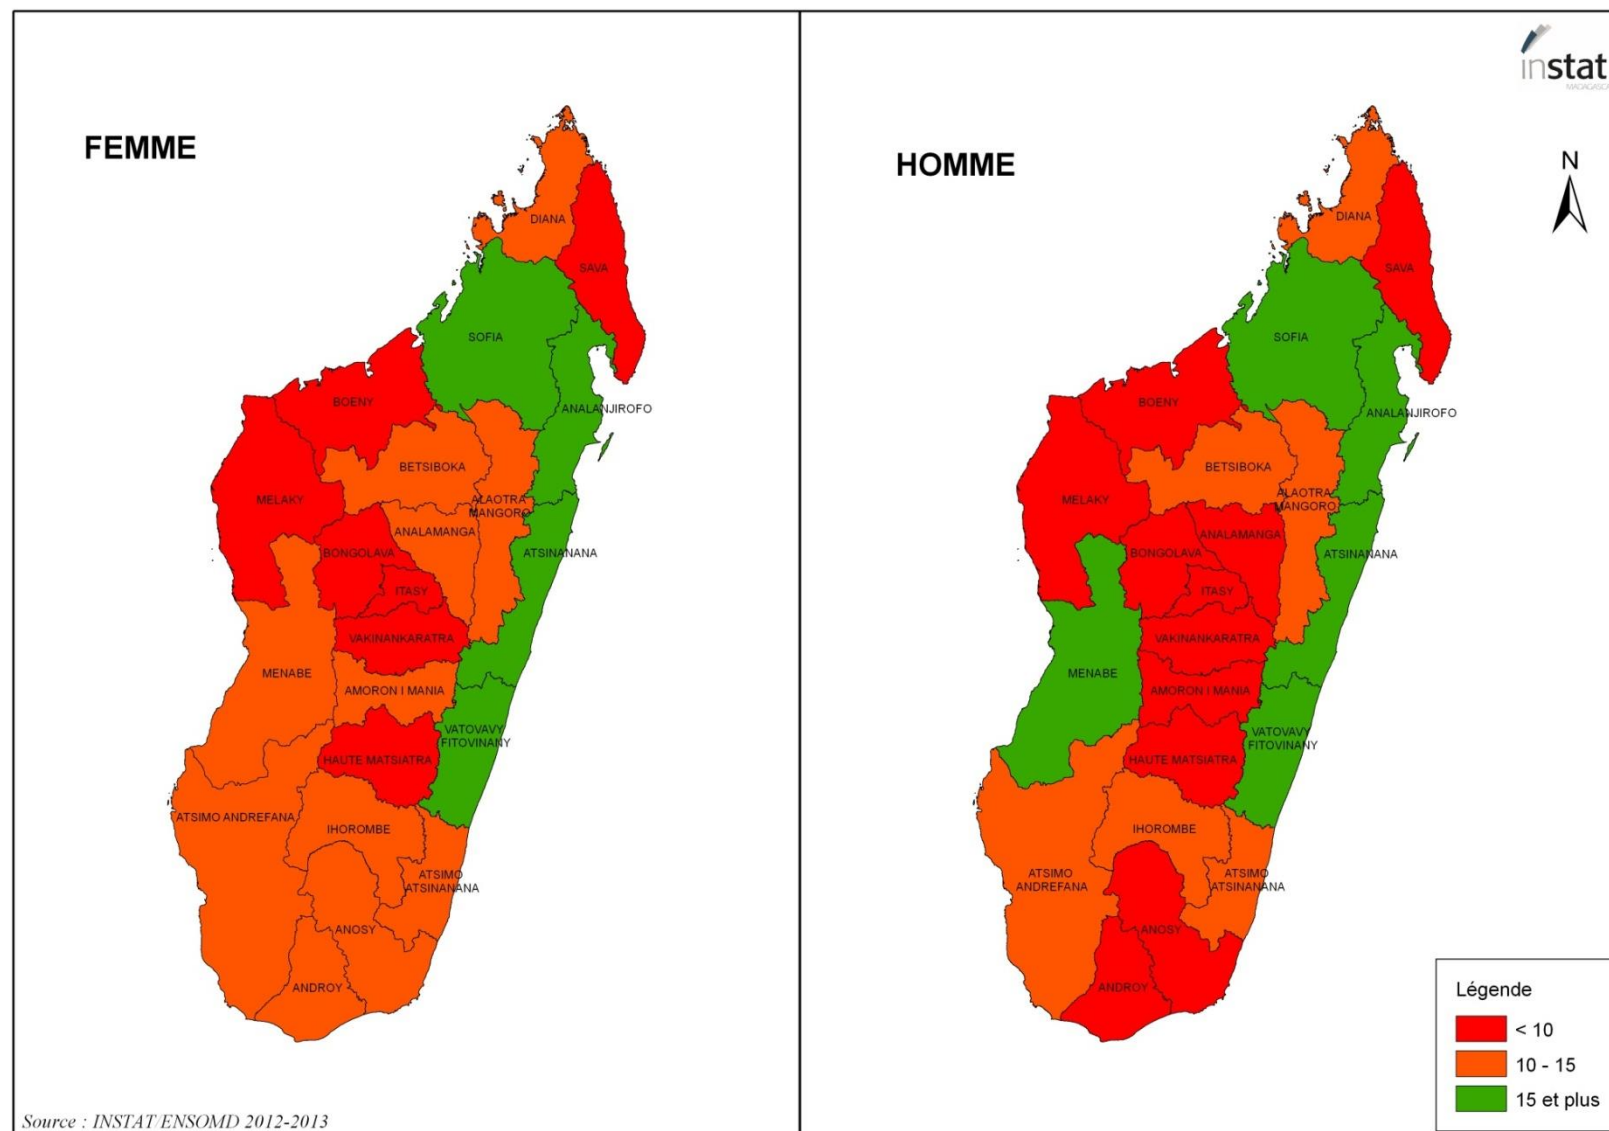 FEMME
DIANA
SAVA
SOFIA
BOENY
ANALANJIROFO
BETSIBOKA
MELAKY
ALAOTRA
MANGORO
ANALAMANGA
BONGOLAVA
ATSINANANA
ITASY
VAKINANKARATRA
MENABE
AMORON I MANIA
VATOVAVY
FITOVINANY
HAUTE MATSIATRA
ATSIMO ANDREFANA
IHOROMBE
ATSIMO
ATSINANANA
ANOSY
ANDROY
Source : INSTAT/ENSOMD 2012-2013
instat
MADAGASCAR
HOMME
N
DIANA
SAVA
SOFIA
BOENY
ANALANJIROFO
BETSIBOKA
MELAKY
ALAOTRA
MANGORO
ANALAMANGA
BONGOLAVA
ATSINANANA
ITASY
VAKINANKARATRA
MENABE
AMORON I MANIA
VATOVAVY
FITOVINANY
HAUTE MATSIATRA
IHOROMBE
ATSIMO
ANDREFANA
ATSIMO
ATSINANANA
ANOSY
ANDROY
Légende
< 10
10 - 15
15 et plus